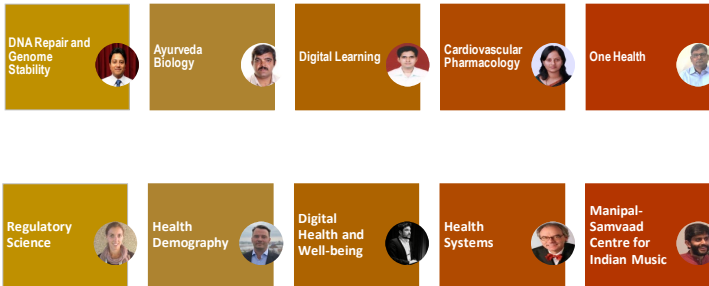 DNA Repair and
Genome
Stability
Ayurveda
Biology
Digital Learning
Cardiovascular
Pharmacology
One Health
Regulatory
Science
Health
Demography
Digital
Health and
Well-being
Health
Systems
Manipal-
Samvaad
Centre for
Indian Music